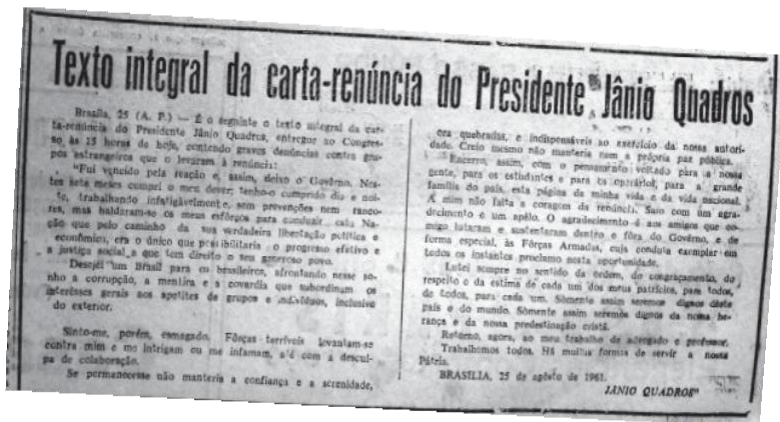 Texto integral da carta-renúncia do Presidente Jânio Quadros
Brasília, 25 (A. P.) — É o seguinte o texto integral da car-
ta-renúncia do Presidente Jânio Quadros, entregue ao Congres-
so às 15 horas de hoje, contendo graves denúncias contra gru-
pos estrangeiros que o levaram à renúncia:
"Fui vencido pela reação e, assim, deixo o Govêrno. Nes-
tes sete meses cumpri o meu dever; tenho-o cumprido dia e noi-
te, trabalhando infatigàvelmente, sem prevenções nem ranco-
res, mas baldaram-se os meus esforços para conduzir esta Na-
ção que pelo caminho da sua verdadeira libertação política e
econômica, era o único que possibilitaria o progresso efetivo e
a justiça social a que tem direito o seu generoso povo.
Desejei um Brasil para os brasileiros, afrontando nesse so-
nho a corrupção, a mentira e a covardia que subordinam os
interêsses gerais aos apetites de grupos e indivíduos, inclusive
do exterior.
Sinto-me, porém, esmagado. Fôrças terríveis levantam-se
contra mim e me intrigam ou me infamam, até com a descul-
pa de colaboração.
Se permanecesse não manteria a confiança e a serenidade,
ora quebradas, e indispensáveis ao exercício da nossa autori-
dade. Creio mesmo não manteria nem a própria paz pública.
Encerro, assim, com o pensamento voltado para a nossa
gente, para os estudantes e para os operários, para a grande
família do país, esta página da minha vida e da vida nacional.
A mim não falta a coragem da renúncia. Saio com um agra-
decimento e um apêlo. O agradecimento é aos amigos que co-
migo lutaram e sustentaram dentro e fôra do Govêrno, e de
forma especial, às Fôrças Armadas, cuja conduta exemplar em
todos os instantes proclamo nesta oportunidade.
Lutei sempre no sentido da ordem, do congraçamento, do
respeito e da estima de cada um dos meus patrícios, para todos,
de todos, para cada um. Sòmente assim seremos dignos dêste
país e do mundo. Sòmente assim seremos dignos da nossa he-
rança e da nossa predestinação cristã.
Retorno, agora, ao meu trabalho de advogado e professor.
Trabalhemos todos. Há muitas formas de servir a nossa
Pátria.
BRASÍLIA, 25 de agôsto de 1961.
JÂNIO QUADROS"